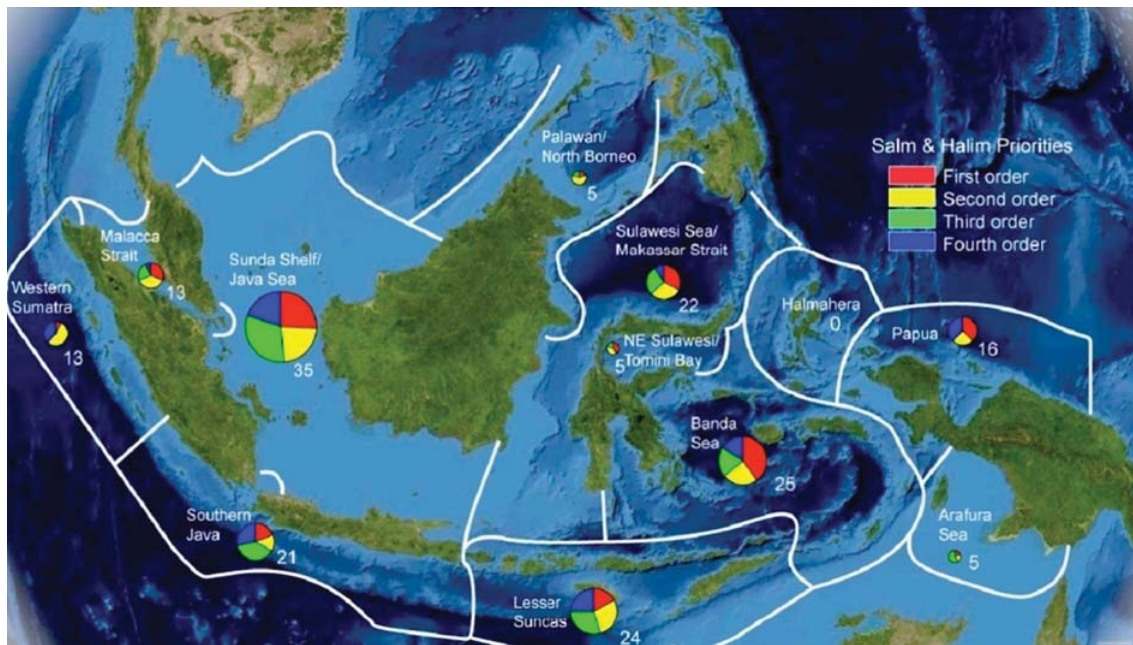 Palawan/
North Borneo
5
Salm & Halim Priorities
First order
Second order
Third order
Fourth order
Malacca
Strait
13
Sunda Shelf/
Java Sea
35
Sulawesi Sea/
Makassar Strait
22
Western
Sumatra
13
Halmahera
0
Papua
16
NE Sulawesi/
Tomini Bay
5
Banda
Sea
25
Southern
Java
21
Arafura
Sea
5
Lesser
Suncas
24